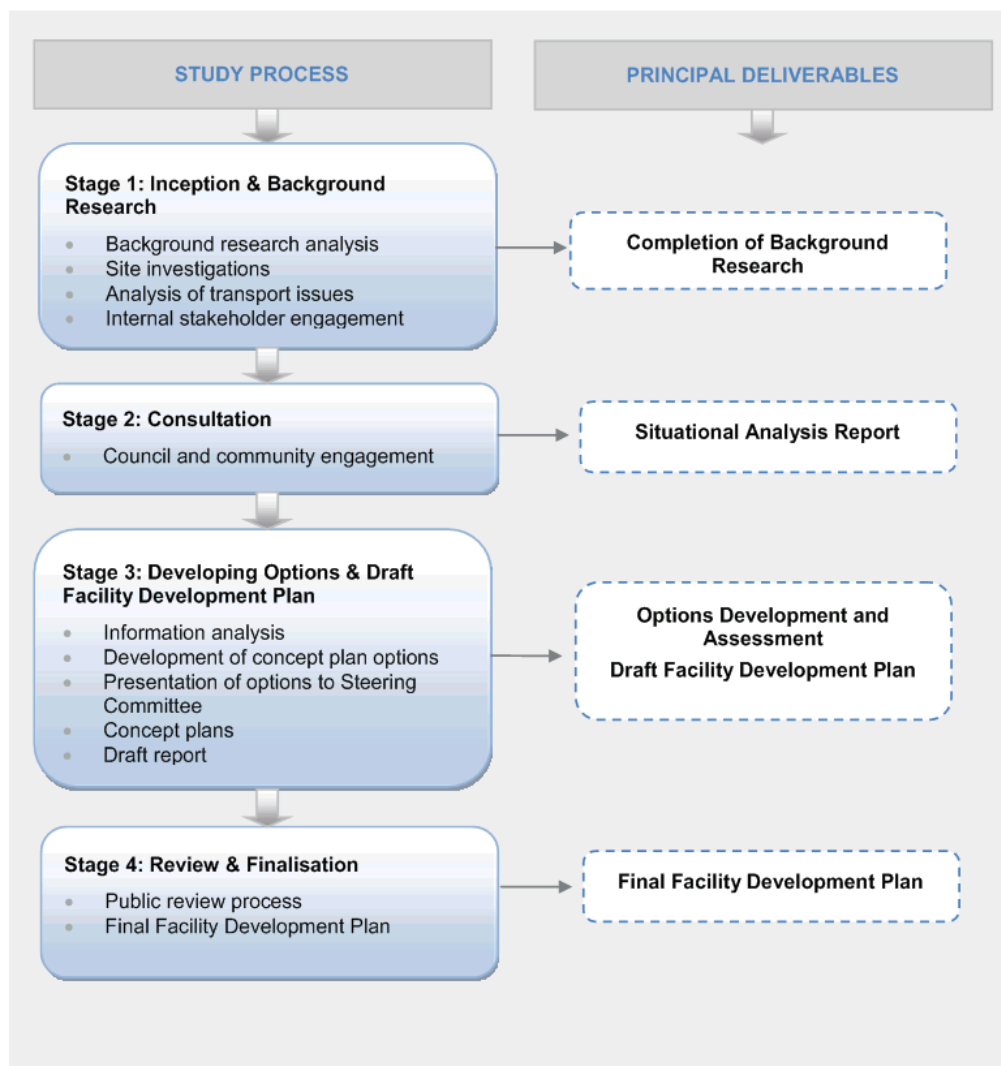 STUDY PROCESS
PRINCIPAL DELIVERABLES
Stage 1: Inception & Background
Research
Background research analysis
Site investigations
Analysis of transport issues
Internal stakeholder engagement
Completion of Background
Research
Stage 2: Consultation
Council and community engagement
Situational Analysis Report
Stage 3: Developing Options & Draft
Facility Development Plan
Information analysis
Development of concept plan options
Presentation of options to Steering
Committee
Concept plans
Draft report
Options Development and
Assessment
Draft Facility Development Plan
Stage 4: Review & Finalisation
Public review process
Final Facility Development Plan
Final Facility Development Plan